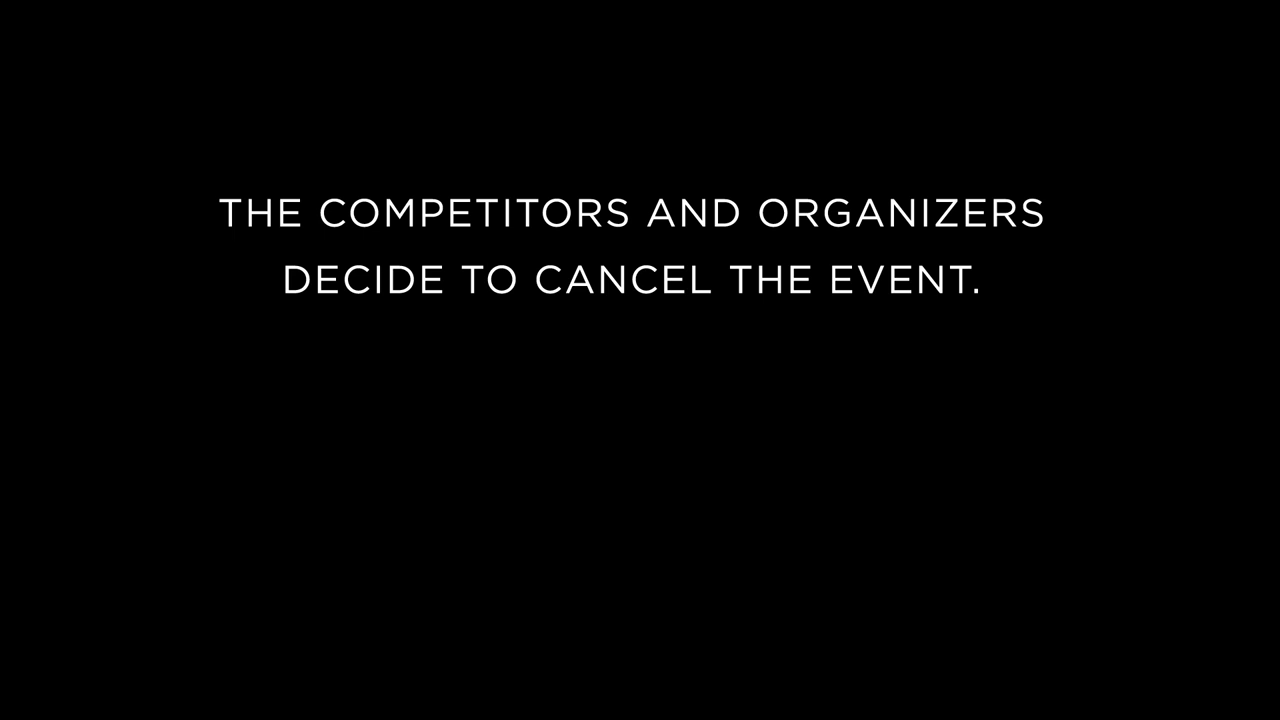 THE COMPETITORS AND ORGANIZERS
DECIDE TO CANCEL THE EVENT.